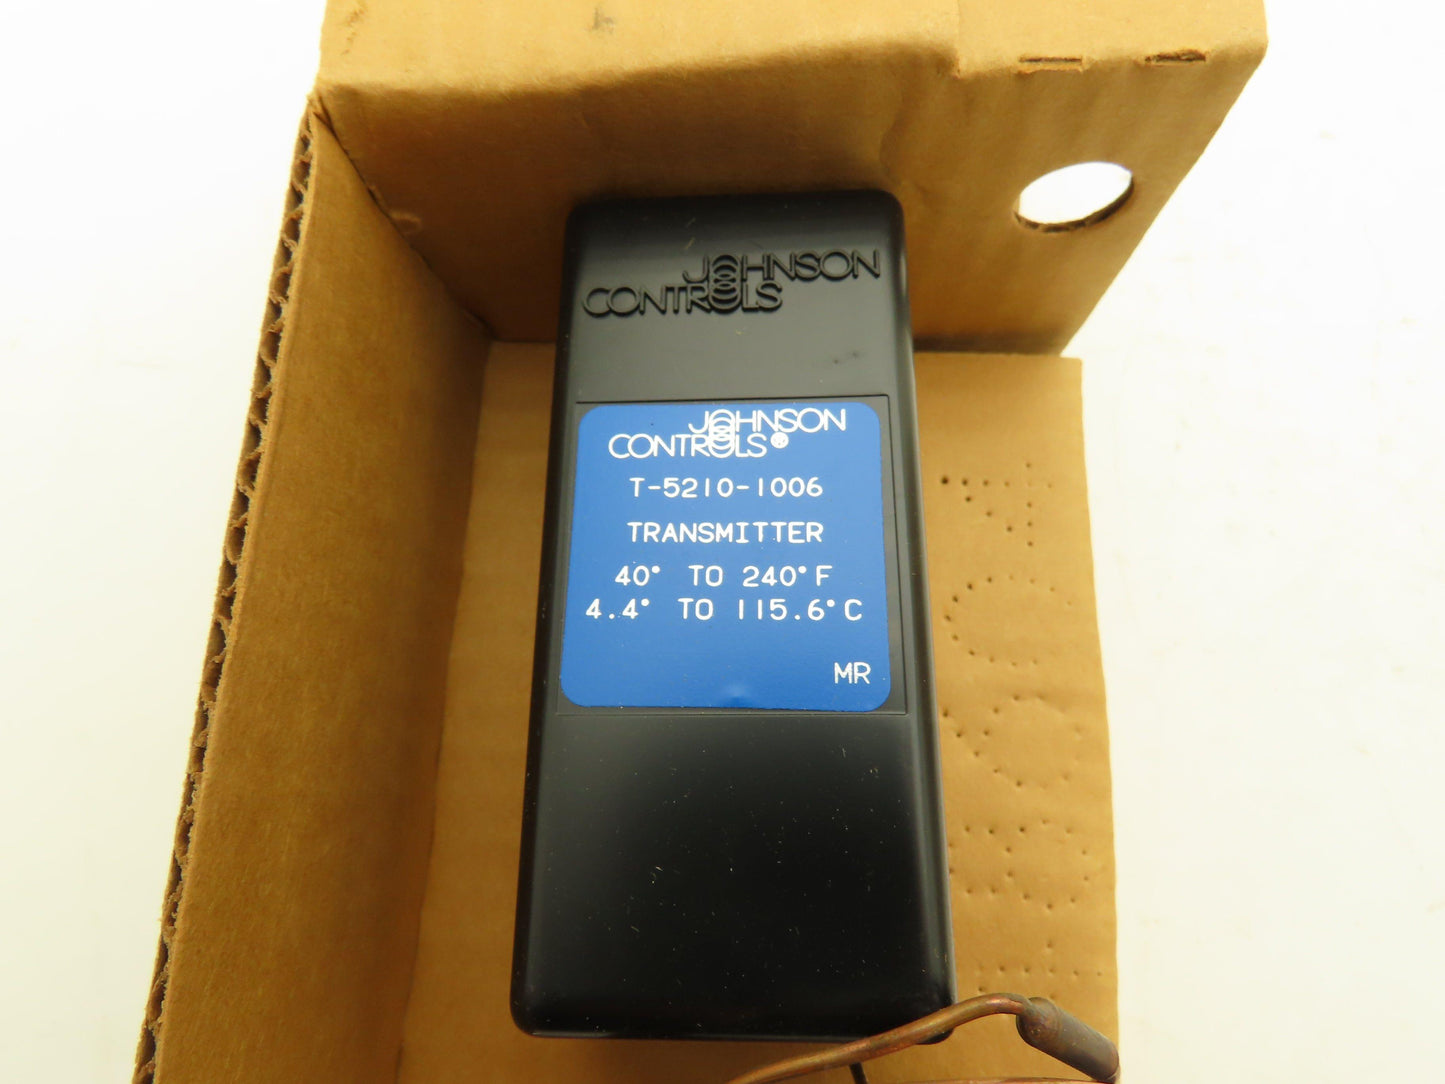 JOHNSON
CONTROLS
JOHNSON
CONTROLS®
T-5210-1006
TRANSMITTER
40° TO 240°F
4.4° TO 115.6°C
MR